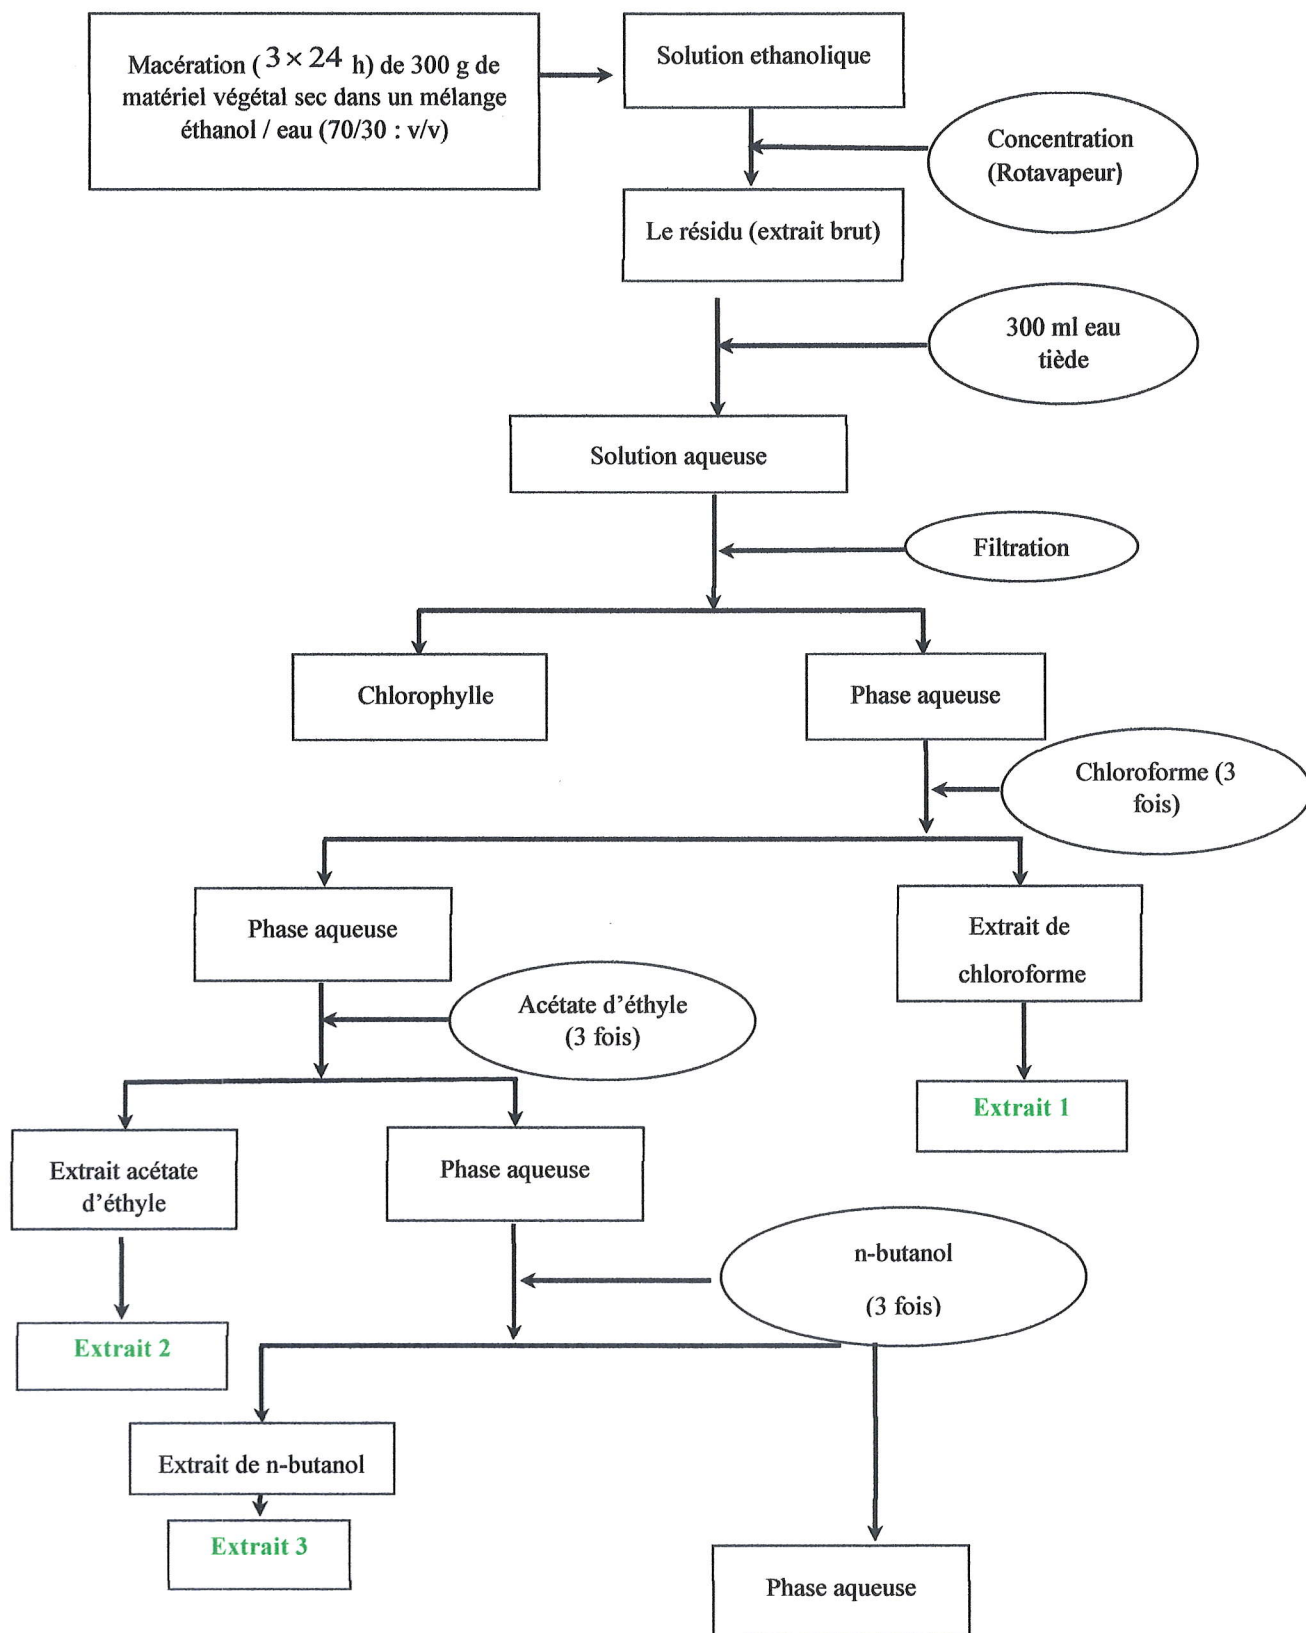 Macération ( 3 × 24 h) de 300 g de
matériel végétal sec dans un mélange
éthanol / eau (70/30 : v/v)
Solution ethanolique
Concentration
(Rotavapeur)
Le résidu (extrait brut)
300 ml eau
tiède
Solution aqueuse
Filtration
Chlorophylle
Phase aqueuse
Chloroforme (3
fois)
Phase aqueuse
Extrait de
chloroforme
Acétate d’éthyle
(3 fois)
Extrait 1
Extrait acétate
d’éthyle
Phase aqueuse
n-butanol
(3 fois)
Extrait 2
Extrait de n-butanol
Extrait 3
Phase aqueuse